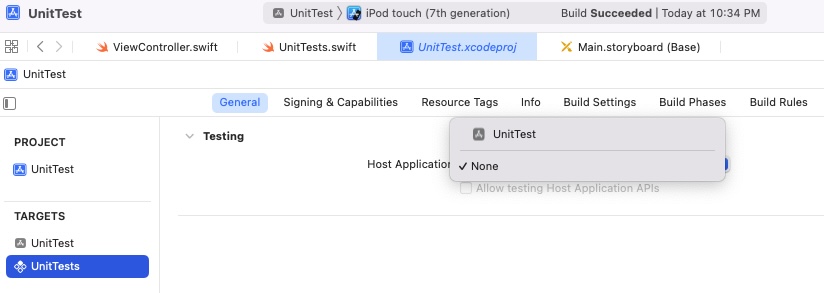 UnitTest
UnitTest 〉 iPod touch (7th generation)
Build Succeeded | Today at 10:34 PM
ViewController.swift
UnitTests.swift
UnitTest.xcodeproj
Main.storyboard (Base)
UnitTest
General
Signing & Capabilities
Resource Tags
Info
Build Settings
Build Phases
Build Rules
PROJECT
UnitTest
TARGETS
UnitTest
UnitTests
Testing
Host Application
UnitTest
✓ None
Allow testing Host Application APIs